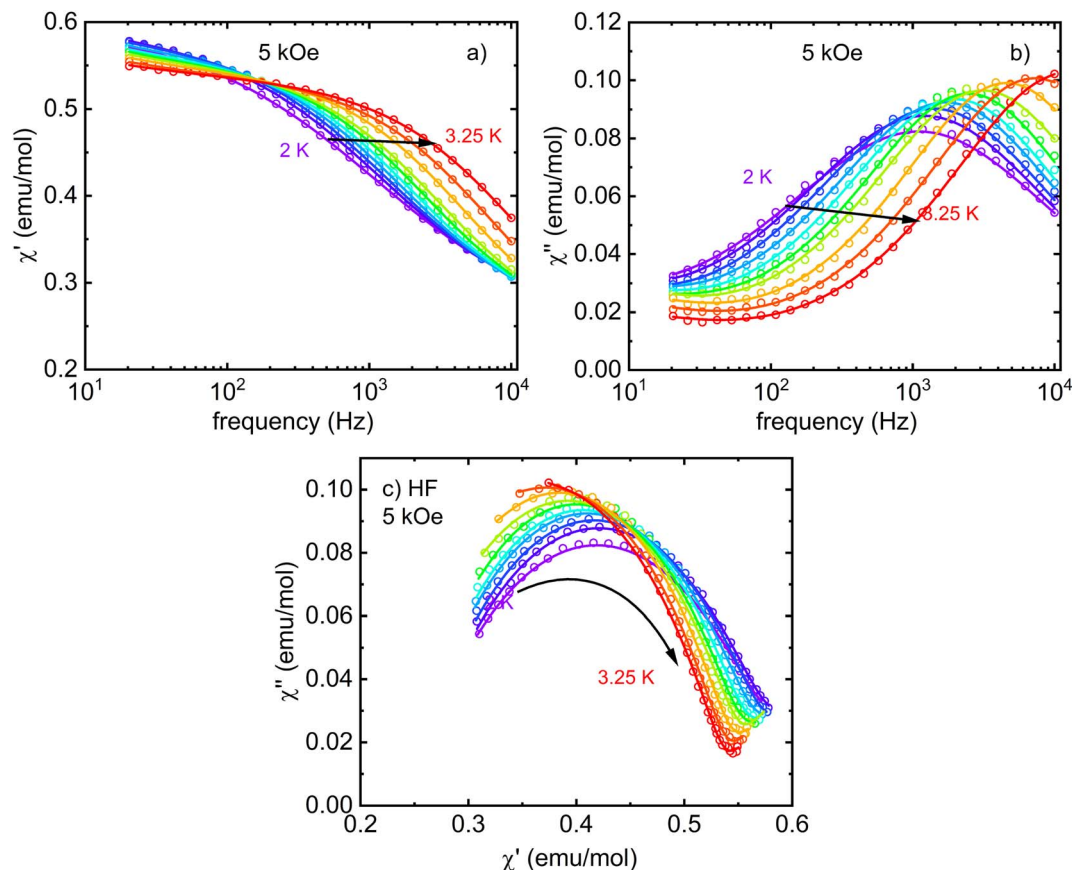 0.6
0.5
0.4
0.3
0.2
χ' (emu/mol)
5 kOe
a)
2 K
3.25 K
10¹
10²
10³
10⁴
frequency (Hz)
0.12
0.10
0.08
0.06
0.04
0.02
0.00
χ" (emu/mol)
5 kOe
b)
2 K
3.25 K
10¹
10²
10³
10⁴
frequency (Hz)
0.10
0.08
0.06
0.04
0.02
0.00
χ" (emu/mol)
c) HF
5 kOe
K
3.25 K
0.2
0.3
0.4
0.5
0.6
χ' (emu/mol)